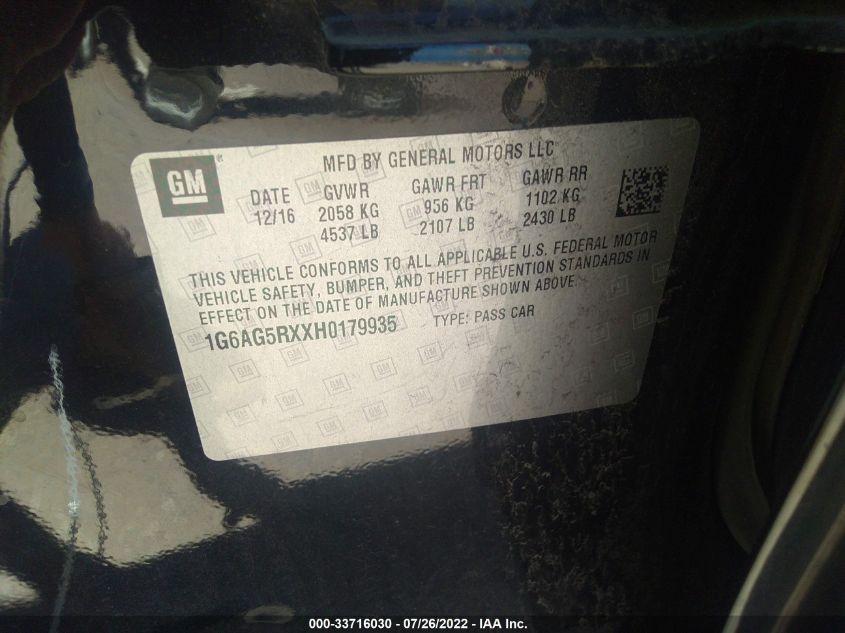 GM
MFD BY GENERAL MOTORS LLC
DATE GVWR GAWR FRT GAWR RR
12/16 2058 KG 956 KG 1102 KG
4537 LB 2107 LB 2430 LB
THIS VEHICLE CONFORMS TO ALL APPLICABLE U.S. FEDERAL MOTOR
VEHICLE SAFETY, BUMPER, AND THEFT PREVENTION STANDARDS IN
EFFECT ON THE DATE OF MANUFACTURE SHOWN ABOVE.
1G6AG5RXXH0179935 TYPE: PASS CAR
000-33716030 - 07/26/2022 - IAA Inc.